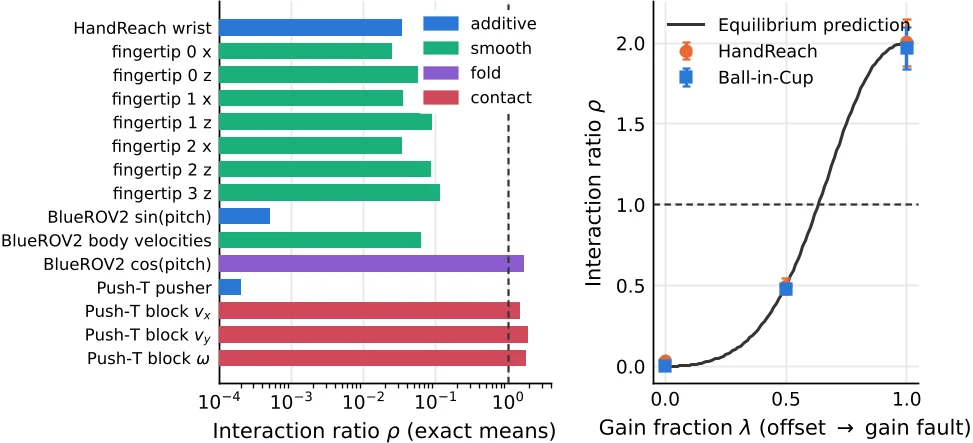 HandReach wrist
fingertip 0 x
fingertip 0 z
fingertip 1 x
fingertip 1 z
fingertip 2 x
fingertip 2 z
fingertip 3 z
BlueROV2 sin(pitch)
BlueROV2 body velocities
BlueROV2 cos(pitch)
Push-T pusher
Push-T block vₓ
Push-T block v_y
Push-T block ω
additive
smooth
fold
contact
10⁻⁴ 10⁻³ 10⁻² 10⁻¹ 10⁰
Interaction ratio ρ (exact means)
Equilibrium prediction
HandReach
Ball-in-Cup
Interaction ratio ρ
2.0
1.5
1.0
0.5
0.0
0.0 0.5 1.0
Gain fraction λ (offset → gain fault)